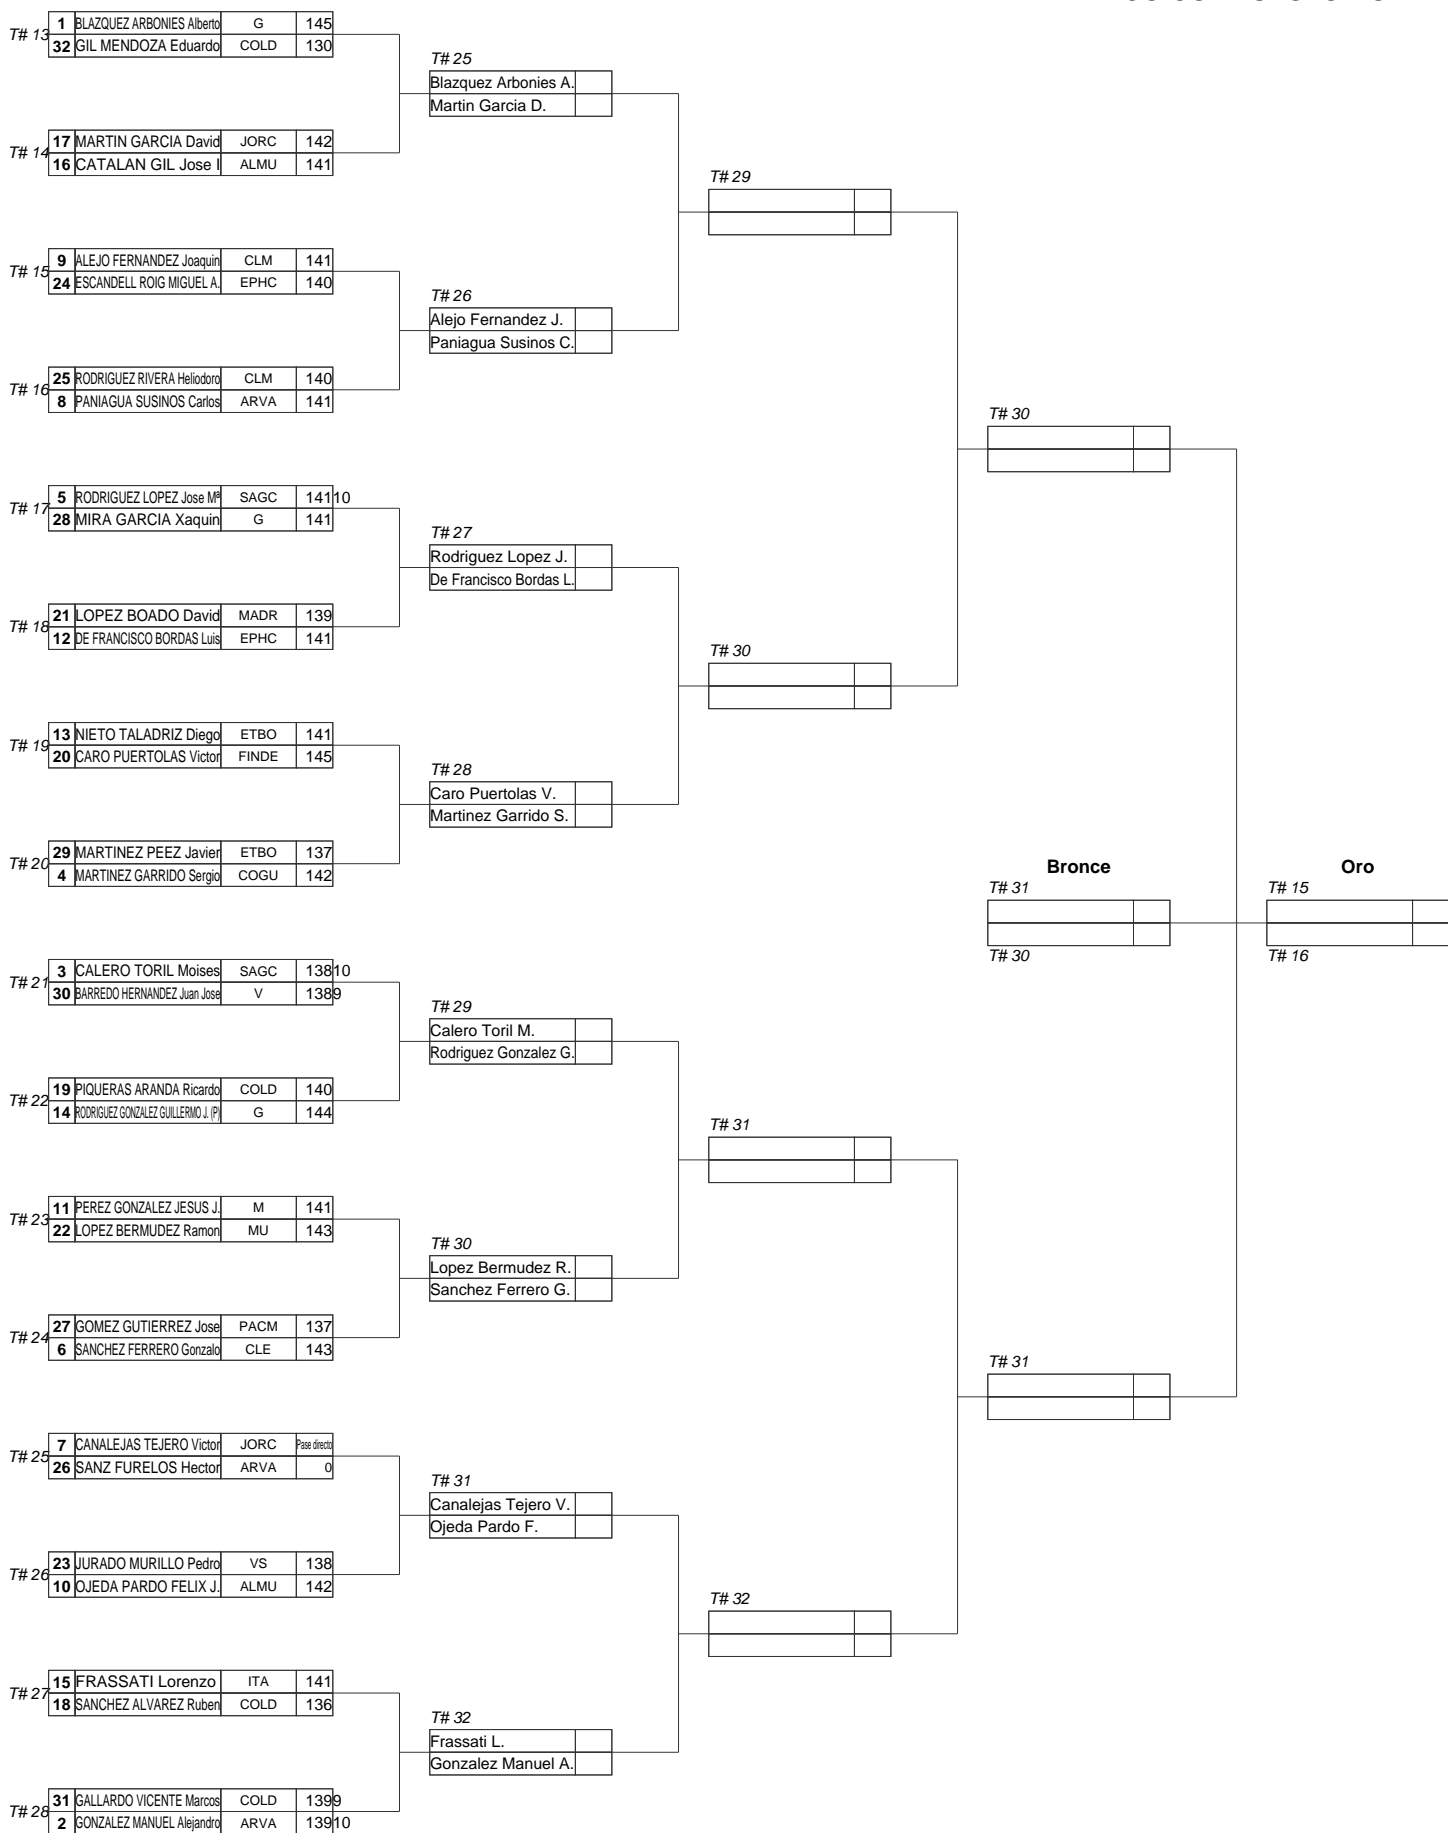 T# 13
1 BLAZQUEZ ARBONIES Alberto G 145
32 GIL MENDOZA Eduardo COLD 130
T# 25
Blazquez Arbonies A.
Martin Garcia D.
T# 14
17 MARTIN GARCIA David JORC 142
16 CATALAN GIL Jose I ALMU 141
T# 29
T# 15
9 ALEJO FERNANDEZ Joaquin CLM 141
24 ESCANDELL ROIG MIGUEL A. EPHC 140
T# 26
Alejo Fernandez J.
Paniagua Susinos C.
T# 16
25 RODRIGUEZ RIVERA Heliodoro CLM 140
8 PANIAGUA SUSINOS Carlos ARVA 141
T# 30
T# 17
5 RODRIGUEZ LOPEZ Jose Mª SAGC 14110
28 MIRA GARCIA Xaquin G 141
T# 27
Rodriguez Lopez J.
De Francisco Bordas L.
T# 18
21 LOPEZ BOADO David MADR 139
12 DE FRANCISCO BORDAS Luis EPHC 141
T# 30
T# 19
13 NIETO TALADRIZ Diego ETBO 141
20 CARO PUERTOLAS Victor FINDE 145
T# 28
Caro Puertolas V.
Martinez Garrido S.
T# 20
29 MARTINEZ PEEZ Javier ETBO 137
4 MARTINEZ GARRIDO Sergio COGU 142
Bronce
Oro
T# 31
T# 15
T# 30
T# 16
T# 21
3 CALERO TORIL Moises SAGC 13810
30 BARREDO HERNANDEZ Juan Jose V 1389
T# 29
Calero Toril M.
Rodriguez Gonzalez G.
T# 22
19 PIQUERAS ARANDA Ricardo COLD 140
14 RODRIGUEZ GONZALEZ GUILLERMO J. (P) G 144
T# 31
T# 23
11 PEREZ GONZALEZ JESUS J. M 141
22 LOPEZ BERMUDEZ Ramon MU 143
T# 30
Lopez Bermudez R.
Sanchez Ferrero G.
T# 24
27 GOMEZ GUTIERREZ Jose PACM 137
6 SANCHEZ FERRERO Gonzalo CLE 143
T# 31
T# 25
7 CANALEJAS TEJERO Victor JORC Pase directo
26 SANZ FURELOS Hector ARVA 0
T# 31
Canalejas Tejero V.
Ojeda Pardo F.
T# 26
23 JURADO MURILLO Pedro VS 138
10 OJEDA PARDO FELIX J. ALMU 142
T# 32
T# 27
15 FRASSATI Lorenzo ITA 141
18 SANCHEZ ALVAREZ Ruben COLD 136
T# 32
Frassati L.
Gonzalez Manuel A.
T# 28
31 GALLARDO VICENTE Marcos COLD 1399
2 GONZALEZ MANUEL Alejandro ARVA 13910